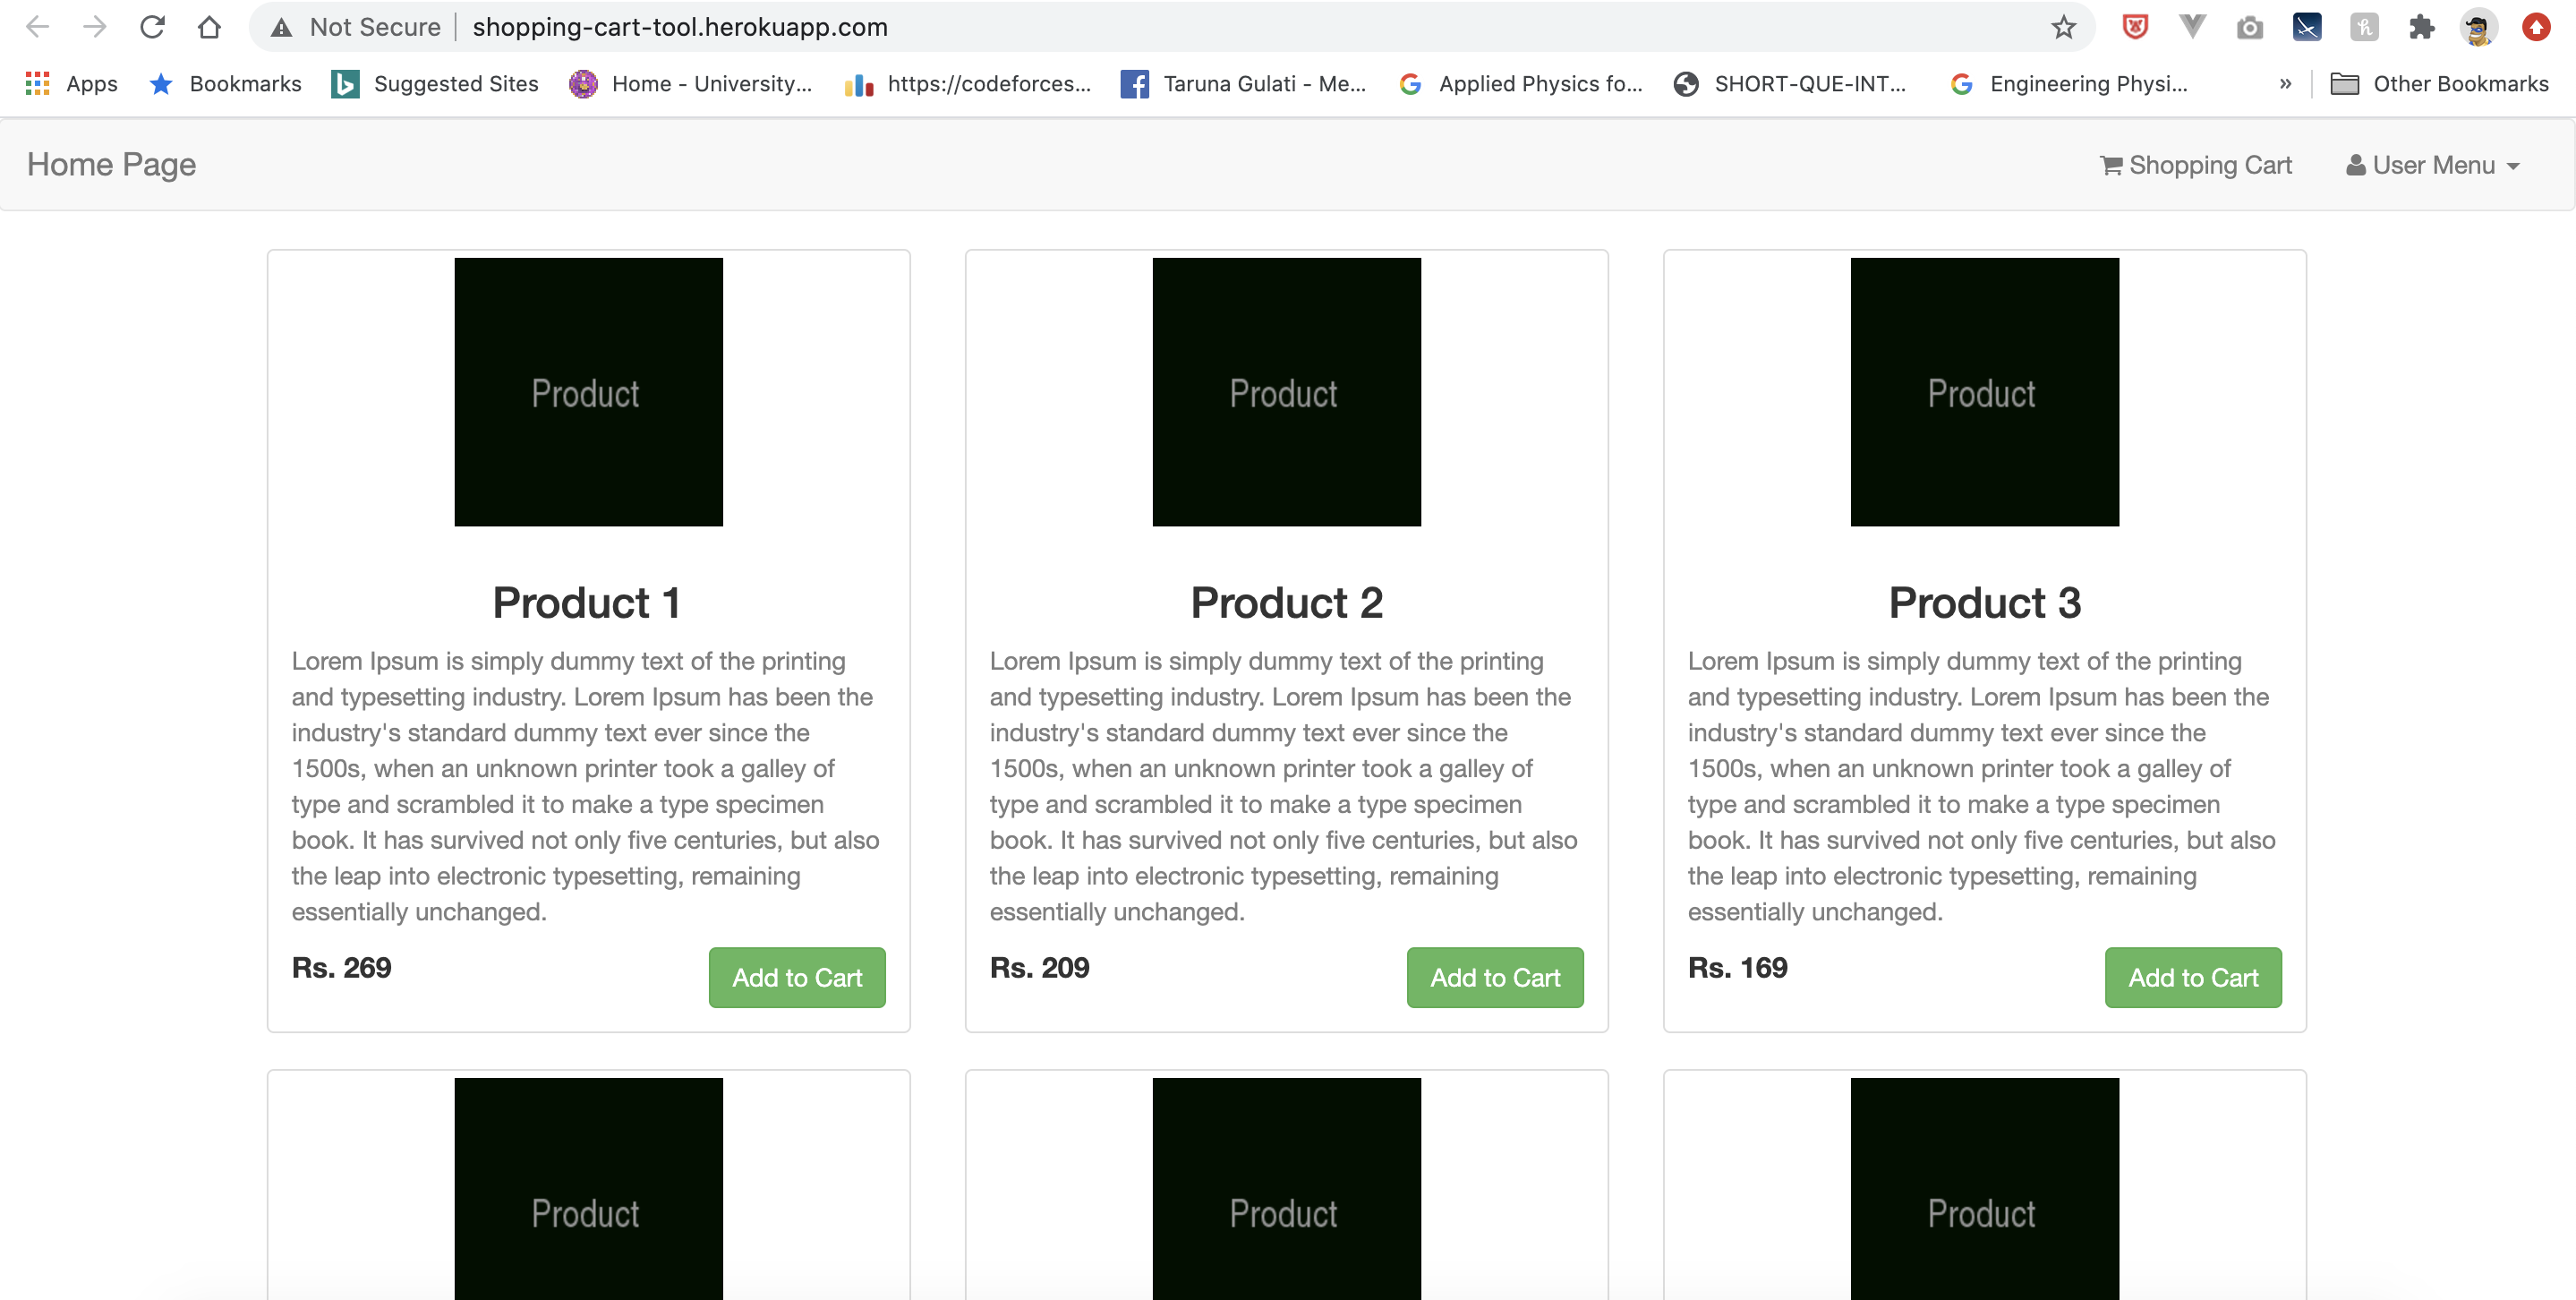 Not Secure shopping-cart-tool.herokuapp.com
Apps Bookmarks Suggested Sites Home - University... https://codeforces... Taruna Gulati - Me... Applied Physics fo... SHORT-QUE-INT... Engineering Physi... » Other Bookmarks
Home Page Shopping Cart User Menu
Product Product Product
Product 1
Lorem Ipsum is simply dummy text of the printing
and typesetting industry. Lorem Ipsum has been the
industry's standard dummy text ever since the
1500s, when an unknown printer took a galley of
type and scrambled it to make a type specimen
book. It has survived not only five centuries, but also
the leap into electronic typesetting, remaining
essentially unchanged.
Rs. 269 Add to Cart
Product 2
Lorem Ipsum is simply dummy text of the printing
and typesetting industry. Lorem Ipsum has been the
industry's standard dummy text ever since the
1500s, when an unknown printer took a galley of
type and scrambled it to make a type specimen
book. It has survived not only five centuries, but also
the leap into electronic typesetting, remaining
essentially unchanged.
Rs. 209 Add to Cart
Product 3
Lorem Ipsum is simply dummy text of the printing
and typesetting industry. Lorem Ipsum has been the
industry's standard dummy text ever since the
1500s, when an unknown printer took a galley of
type and scrambled it to make a type specimen
book. It has survived not only five centuries, but also
the leap into electronic typesetting, remaining
essentially unchanged.
Rs. 169 Add to Cart
Product Product Product